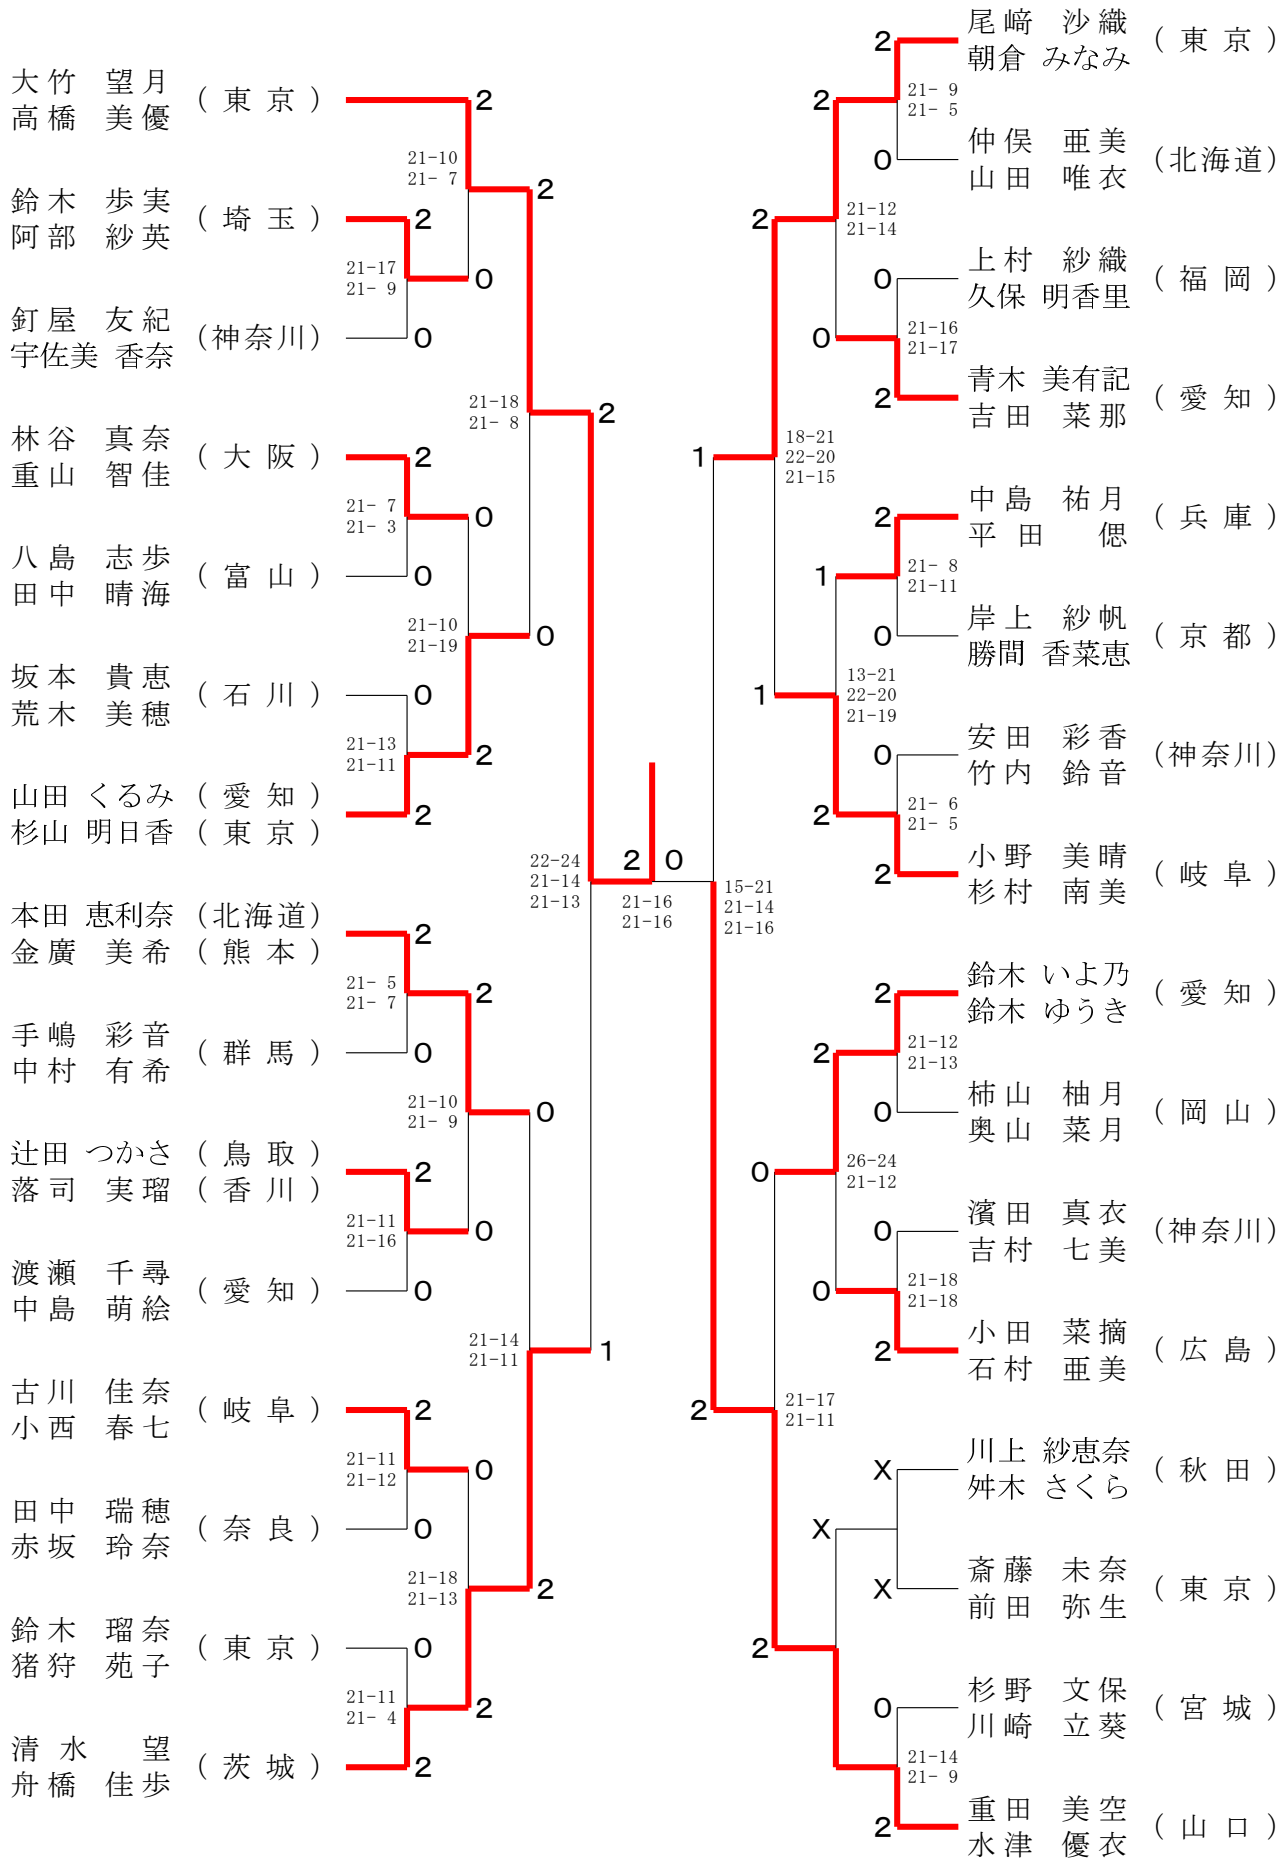 大竹 望月
高橋 美優
（東京）
2
21-10
21- 7
鈴木 歩実
阿部 紗英
（埼玉）
2
2
21-17
21- 9
0
釘屋 友紀
宇佐美 香奈
（神奈川）
0
21-18
21- 8
2
林谷 真奈
重山 智佳
（大阪）
2
21- 7
21- 3
0
八島 志歩
田中 晴海
（富山）
0
21-10
21-19
0
坂本 貴恵
荒木 美穂
（石川）
0
21-13
21-11
2
山田 くるみ（愛知）
杉山 明日香（東京）
2
22-24
21-14
21-13
2 0
21-16
21-16
本田 恵利奈（北海道）
金廣 美希（熊本）
2
21- 5
21- 7
2
手嶋 彩音
中村 有希
（群馬）
0
21-10
21- 9
0
辻田 つかさ（鳥取）
落司 実瑠（香川）
2
21-11
21-16
0
渡瀬 千尋
中島 萌絵
（愛知）
0
21-14
21-11
1
古川 佳奈
小西 春七
（岐阜）
2
21-11
21-12
0
田中 瑞穂
赤坂 玲奈
（奈良）
0
21-18
21-13
2
鈴木 瑠奈
猪狩 苑子
（東京）
0
21-11
21- 4
2
清水 望
舟橋 佳歩
（茨城）
2
尾﨑 沙織
朝倉 みなみ
（東京）
2
21- 9
21- 5
2
仲俣 亜美
山田 唯衣
（北海道）
0
21-12
21-14
2
上村 紗織
久保 明香里
（福岡）
0
21-16
21-17
0
青木 美有記
吉田 菜那
（愛知）
2
18-21
22-20
21-15
1
中島 祐月
平田 偲
（兵庫）
2
21- 8
21-11
1
岸上 紗帆
勝間 香菜恵
（京都）
0
13-21
22-20
21-19
1
安田 彩香
竹内 鈴音
（神奈川）
0
21- 6
21- 5
2
小野 美晴
杉村 南美
（岐阜）
2
15-21
21-14
21-16
鈴木 いよ乃
鈴木 ゆうき
（愛知）
2
21-12
21-13
2
柿山 柚月
奥山 菜月
（岡山）
0
26-24
21-12
0
濱田 真衣
吉村 七美
（神奈川）
0
21-18
21-18
0
小田 菜摘
石村 亜美
（広島）
2
21-17
21-11
2
川上 紗恵奈
舛木 さくら
（秋田）
X
X
斎藤 未奈
前田 弥生
（東京）
X
2
杉野 文保
川崎 立葵
（宮城）
0
21-14
21- 9
重田 美空
水津 優衣
（山口）
2